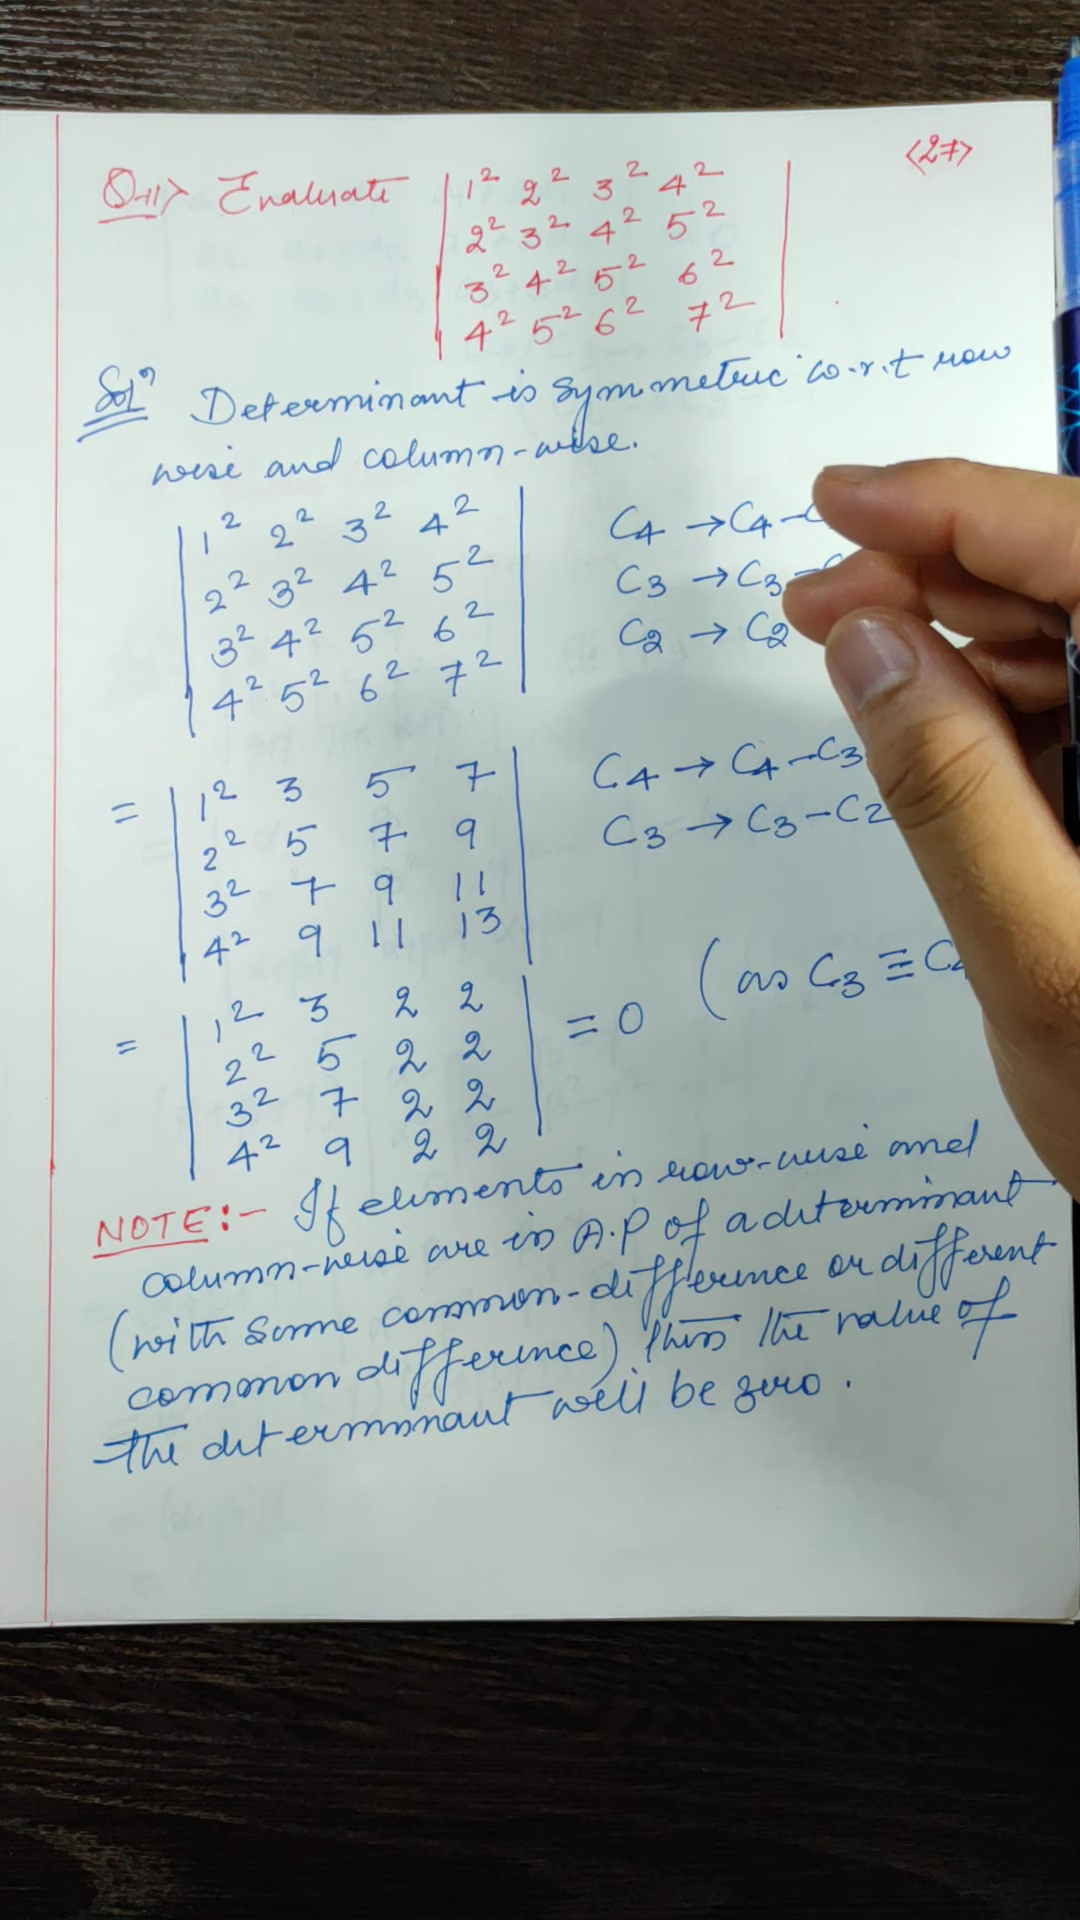 <27>
Q-11> Evaluate | 1² 2² 3² 4² |
2² 3² 4² 5²
3² 4² 5² 6²
4² 5² 6² 7²
Solⁿ Determinant is symmetric w.r.t row
wise and column-wise.
| 1² 2² 3² 4² | C4 → C4 -
2² 3² 4² 5² C3 → C3 -
3² 4² 5² 6² C2 → C2
4² 5² 6² 7²
= | 1² 3 5 7 | C4 → C4 - C3
2² 5 7 9 C3 → C3 - C2
3² 7 9 11
4² 9 11 13
= | 1² 3 2 2 | = 0 (as C3 ≡ C
2² 5 2 2
3² 7 2 2
4² 9 2 2
NOTE:- If elements in row-wise and
column-wise are in A.P of a determinant
(with same common-difference or different
common difference) then the value of
the determinant will be zero.